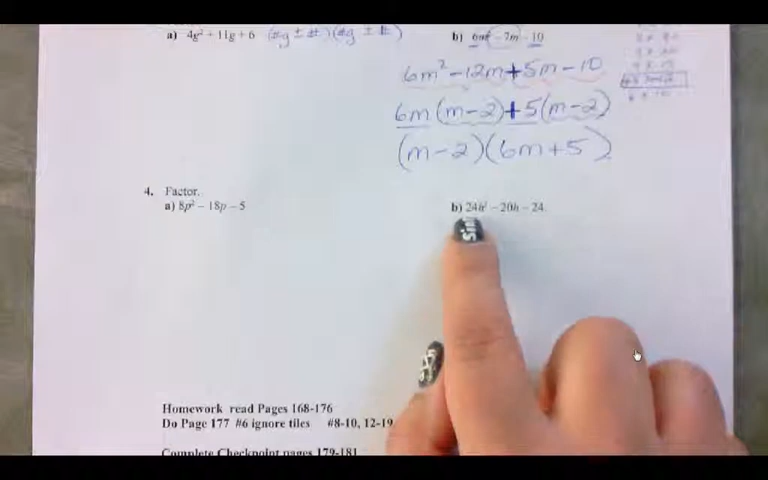 a) 4g² + 11g + 6 (#g ± #)(#g ± #)
b) 6m² - 7m - 10
6m² - 12m + 5m - 10
6m (m - 2) + 5 (m - 2)
(m - 2)(6m + 5)
4. Factor.
a) 8p² - 18p - 5
b) 24h² - 20h - 24
Homework read Pages 168-176
Do Page 177 #6 ignore tiles #8-10, 12-19
Complete Checkpoint pages 179-181